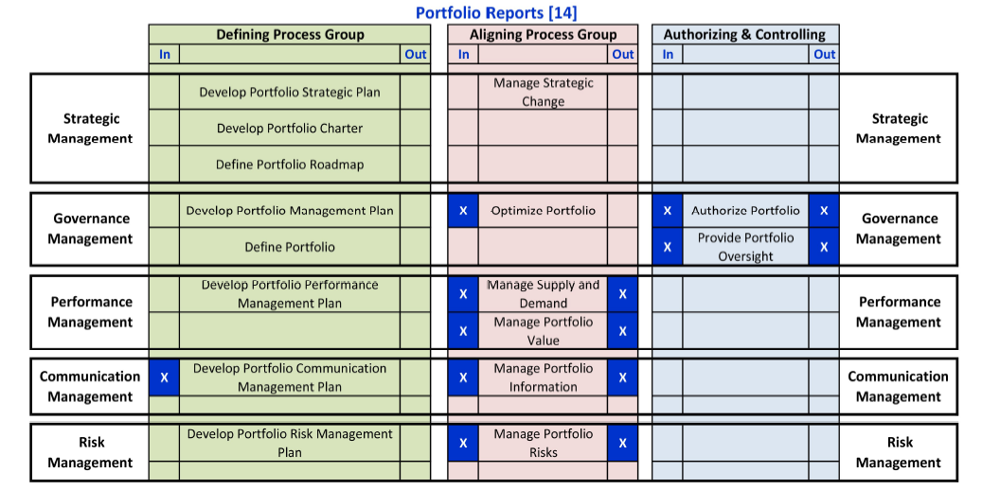 Portfolio Reports [14]
Defining Process Group
Aligning Process Group
Authorizing & Controlling
In
Out
In
Out
In
Out
Strategic
Management
Develop Portfolio Strategic Plan
Manage Strategic
Change
Develop Portfolio Charter
Define Portfolio Roadmap
Strategic
Management
Governance
Management
Develop Portfolio Management Plan
X
Optimize Portfolio
X
Authorize Portfolio
X
Define Portfolio
X
Provide Portfolio
Oversight
X
Governance
Management
Performance
Management
Develop Portfolio Performance
Management Plan
X
Manage Supply and
Demand
X
X
Manage Portfolio
Value
X
Performance
Management
Communication
Management
X
Develop Portfolio Communication
Management Plan
X
Manage Portfolio
Information
X
Communication
Management
Risk
Management
Develop Portfolio Risk Management
Plan
X
Manage Portfolio
Risks
X
Risk
Management